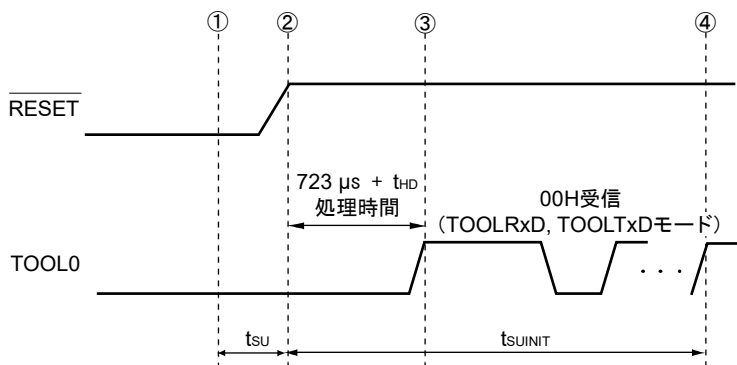 ① ② ③ ④
RESET
723 µs + tHD
処理時間
00H受信
（TOOLRxD, TOOLTxDモード）
TOOL0
・・・
tSU
tSUINIT